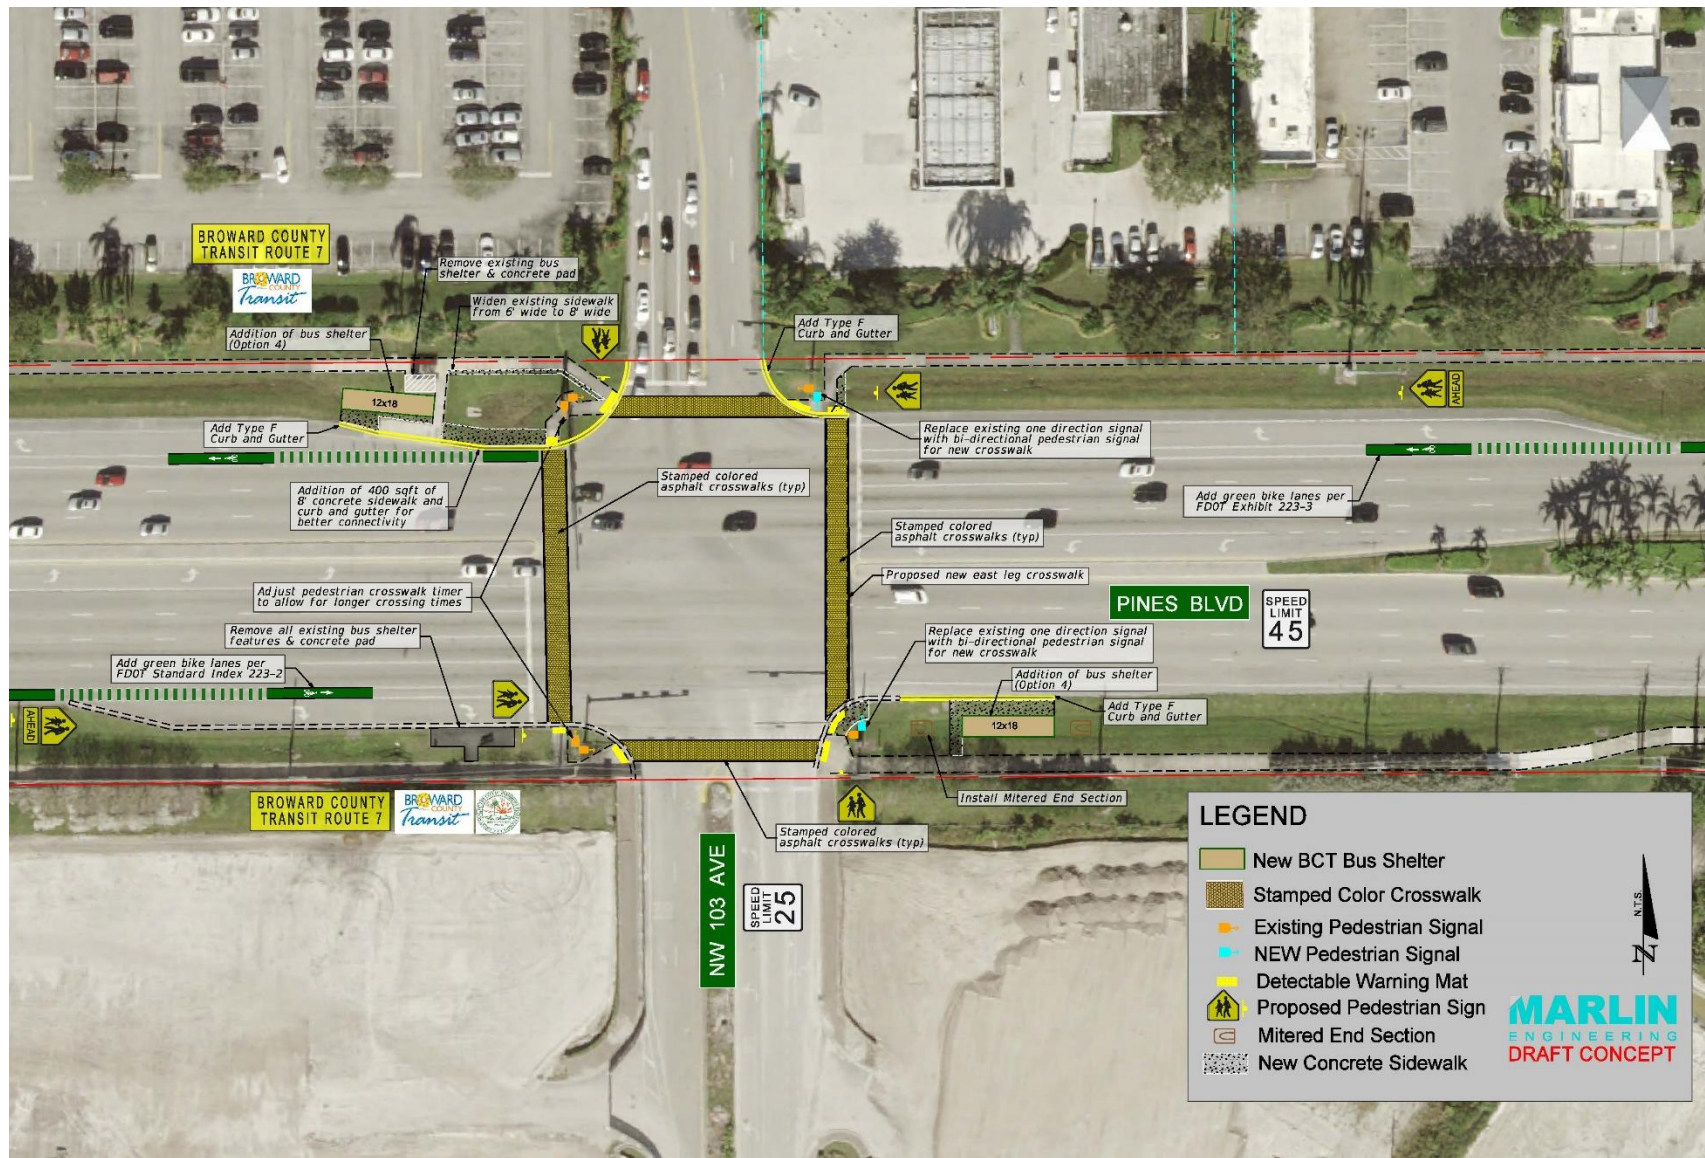 BROWARD COUNTY
TRANSIT ROUTE 7
BROWARD
COUNTY
Transit
Remove existing bus
shelter & concrete pad
Widen existing sidewalk
from 6' wide to 8' wide
Addition of bus shelter
(Option 4)
Add Type F
Curb and Gutter
12x18
AHEAD
Add Type F
Curb and Gutter
Replace existing one direction signal
with bi-directional pedestrian signal
for new crosswalk
Stamped colored
asphalt crosswalks (typ)
Addition of 400 sqft of
8' concrete sidewalk and
curb and gutter for
better connectivity
Add green bike lanes per
FDOT Exhibit 223-3
Stamped colored
asphalt crosswalks (typ)
Proposed new east leg crosswalk
Adjust pedestrian crosswalk timer
to allow for longer crossing times
PINES BLVD
SPEED
LIMIT
45
Remove all existing bus shelter
features & concrete pad
Replace existing one direction signal
with bi-directional pedestrian signal
for new crosswalk
Add green bike lanes per
FDOT Standard Index 223-2
Addition of bus shelter
(Option 4)
Add Type F
Curb and Gutter
AHEAD
12x18
BROWARD COUNTY
TRANSIT ROUTE 7
BROWARD
COUNTY
Transit
Install Mitered End Section
Stamped colored
asphalt crosswalks (typ)
NW 103 AVE
SPEED
LIMIT
25
LEGEND
New BCT Bus Shelter
Stamped Color Crosswalk
Existing Pedestrian Signal
NEW Pedestrian Signal
Detectable Warning Mat
Proposed Pedestrian Sign
Mitered End Section
New Concrete Sidewalk
N.T.S.
N
MARLIN
ENGINEERING
DRAFT CONCEPT